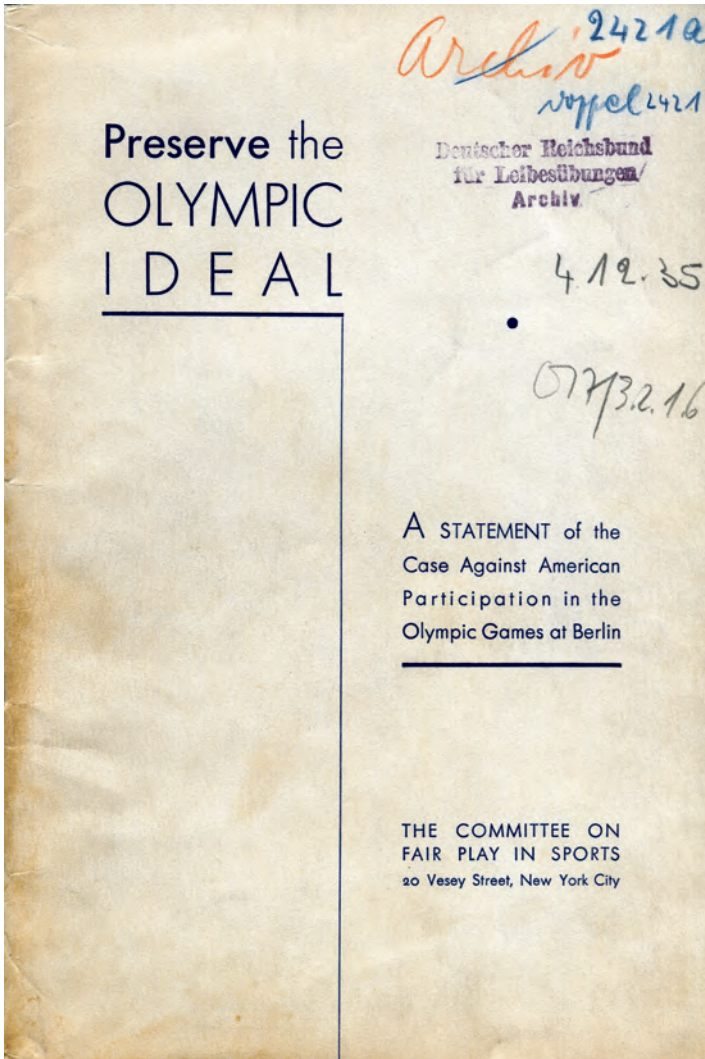 2421a
Archiv
doppel 2421
Deutscher Reichsbund
für Leibesübungen
Archiv
Preserve the
OLYMPIC
IDEAL
4.12.35
A STATEMENT of the
Case Against American
Participation in the
Olympic Games at Berlin
THE COMMITTEE ON
FAIR PLAY IN SPORTS
20 Vesey Street, New York City